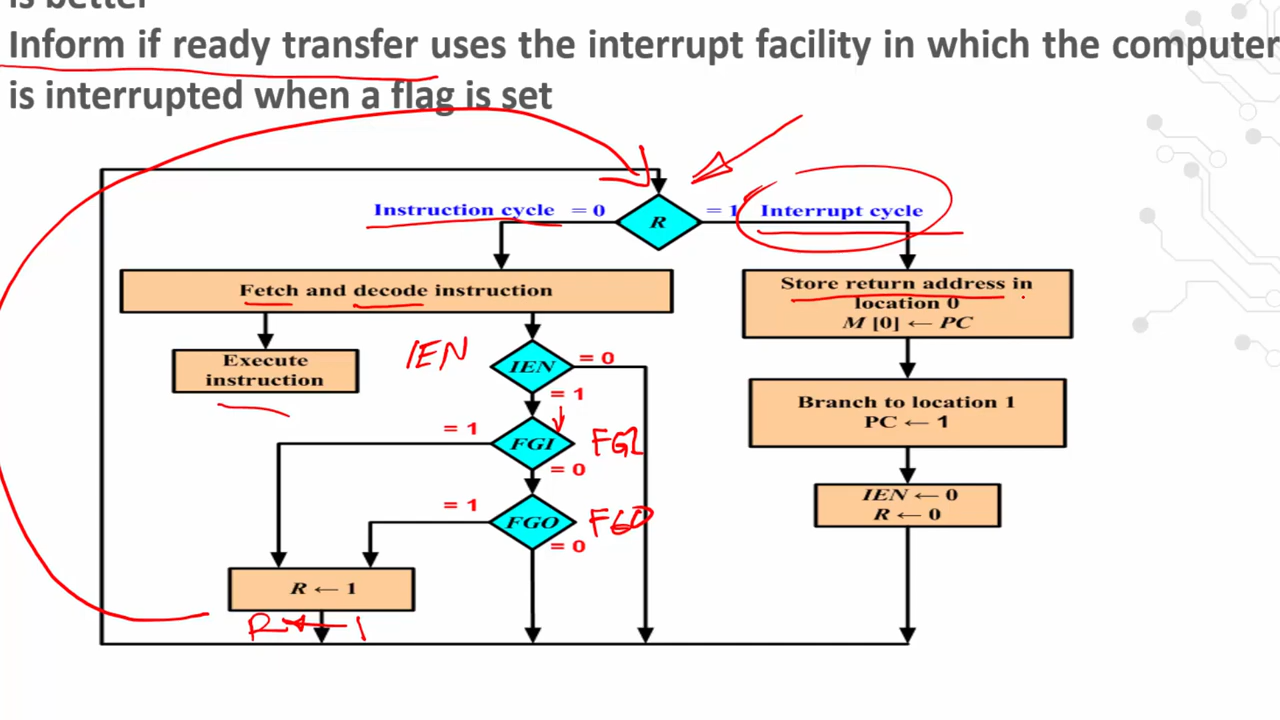 is better
Inform if ready transfer uses the interrupt facility in which the computer
is interrupted when a flag is set
Instruction cycle = 0
R
= 1 Interrupt cycle
Fetch and decode instruction
Store return address in
location 0
M [0] ← PC
Execute
instruction
IEN
IEN
= 0
= 1
Branch to location 1
PC ← 1
= 1
FGI
FGI
= 0
= 1
FGO
FGO
= 0
IEN ← 0
R ← 0
R ← 1
R ← 1